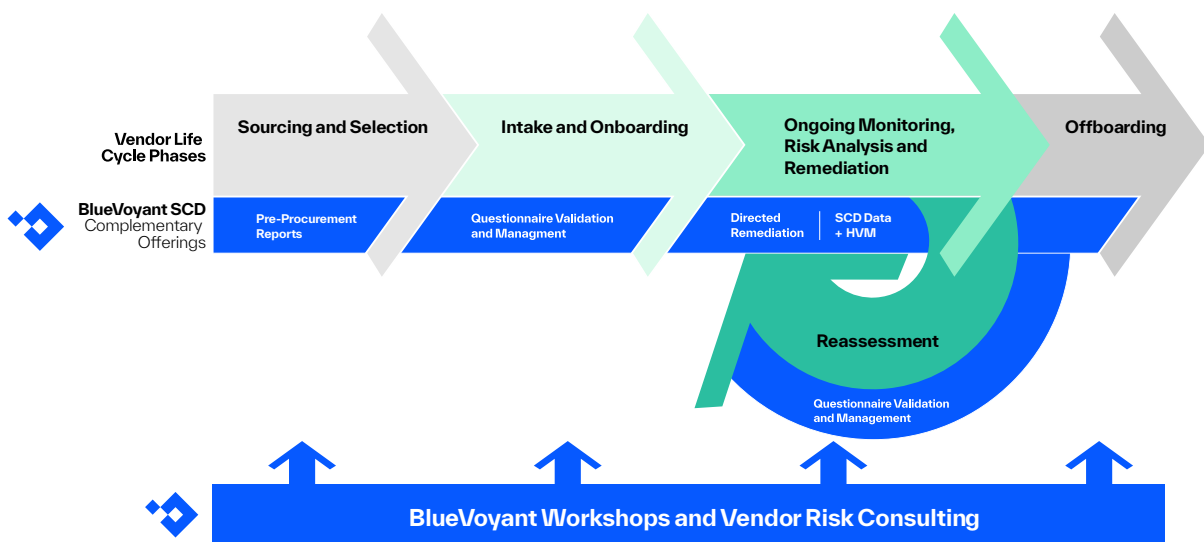 Vendor Life
Cycle Phases
Sourcing and Selection
Intake and Onboarding
Ongoing Monitoring,
Risk Analysis and
Remediation
Offboarding
BlueVoyant SCD
Complementary
Offerings
Pre-Procurement
Reports
Questionnaire Validation
and Managment
Directed
Remediation
SCD Data
+ HVM
Reassessment
Questionnaire Validation
and Management
BlueVoyant Workshops and Vendor Risk Consulting